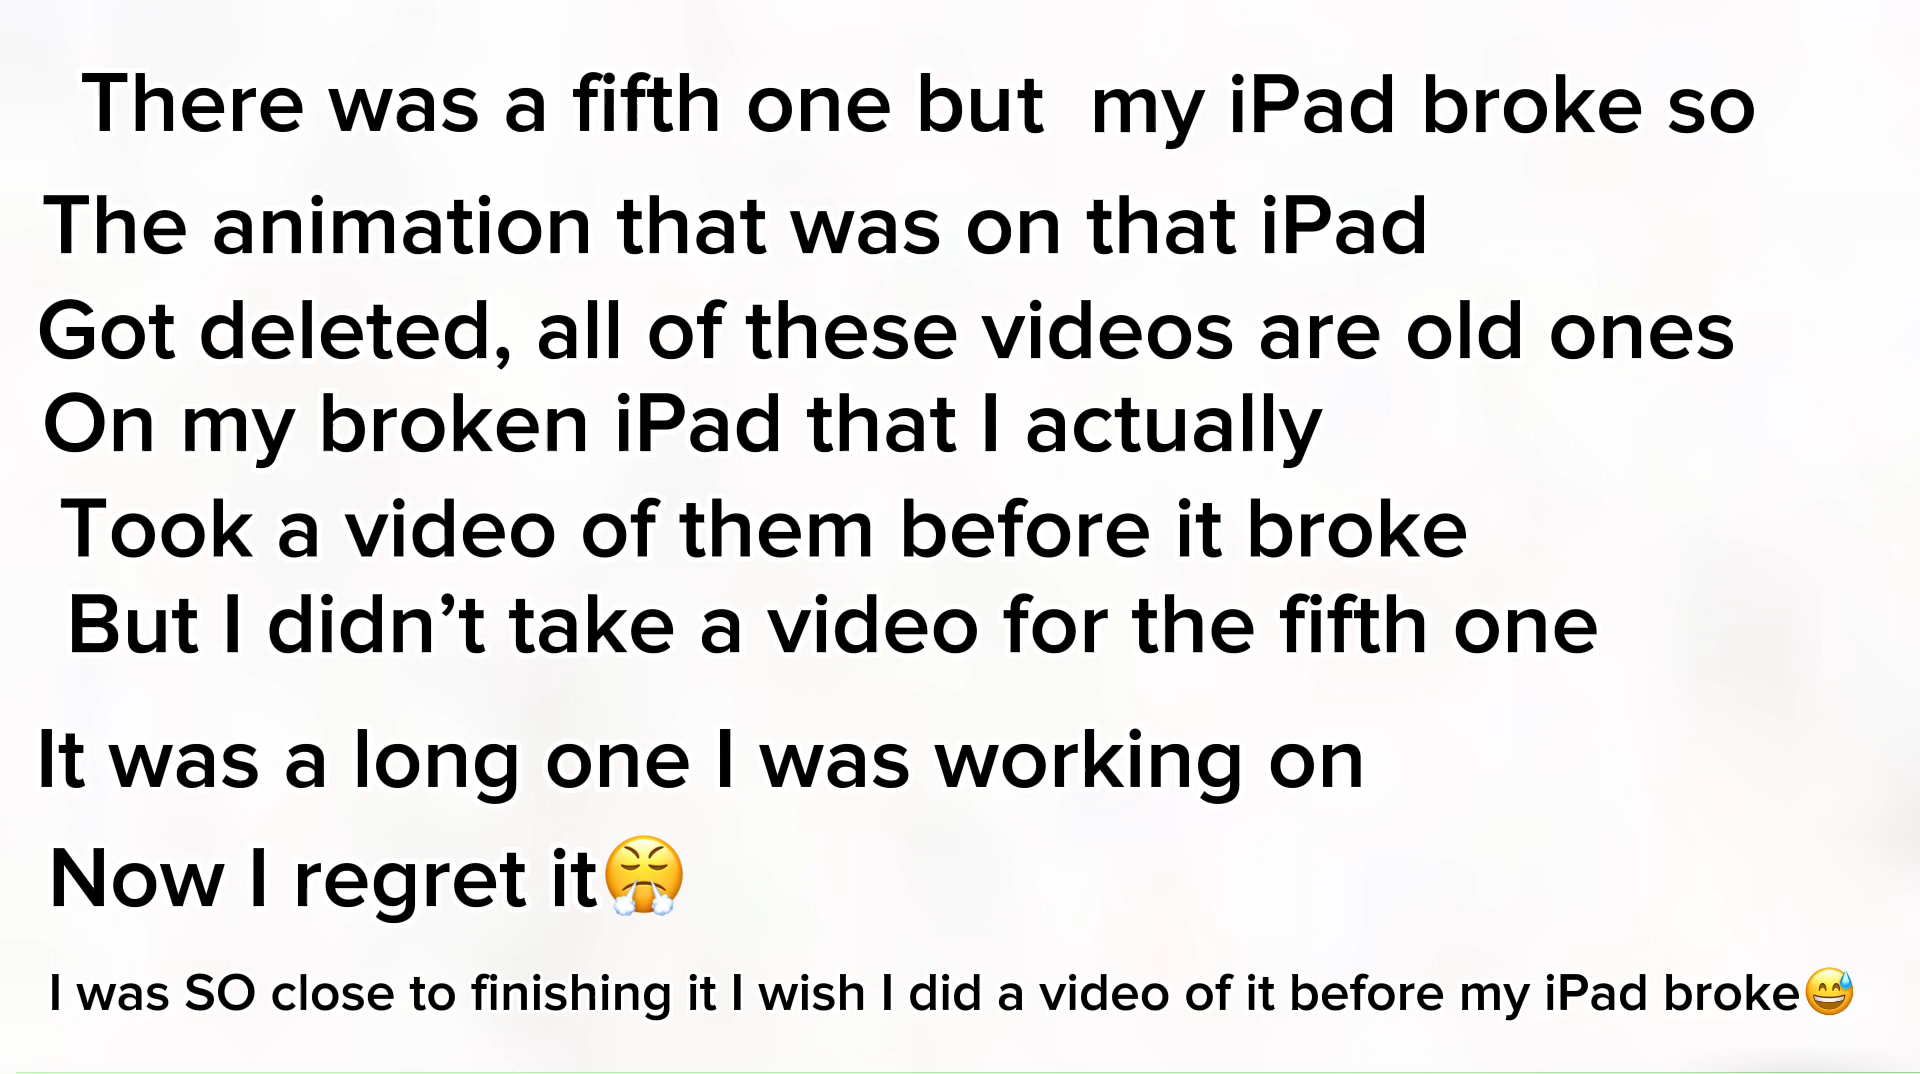 There was a fifth one but  my iPad broke so
The animation that was on that iPad
Got deleted, all of these videos are old ones
On my broken iPad that I actually
Took a video of them before it broke
But I didn’t take a video for the fifth one
It was a long one I was working on
Now I regret it😤
I was SO close to finishing it I wish I did a video of it before my iPad broke😅